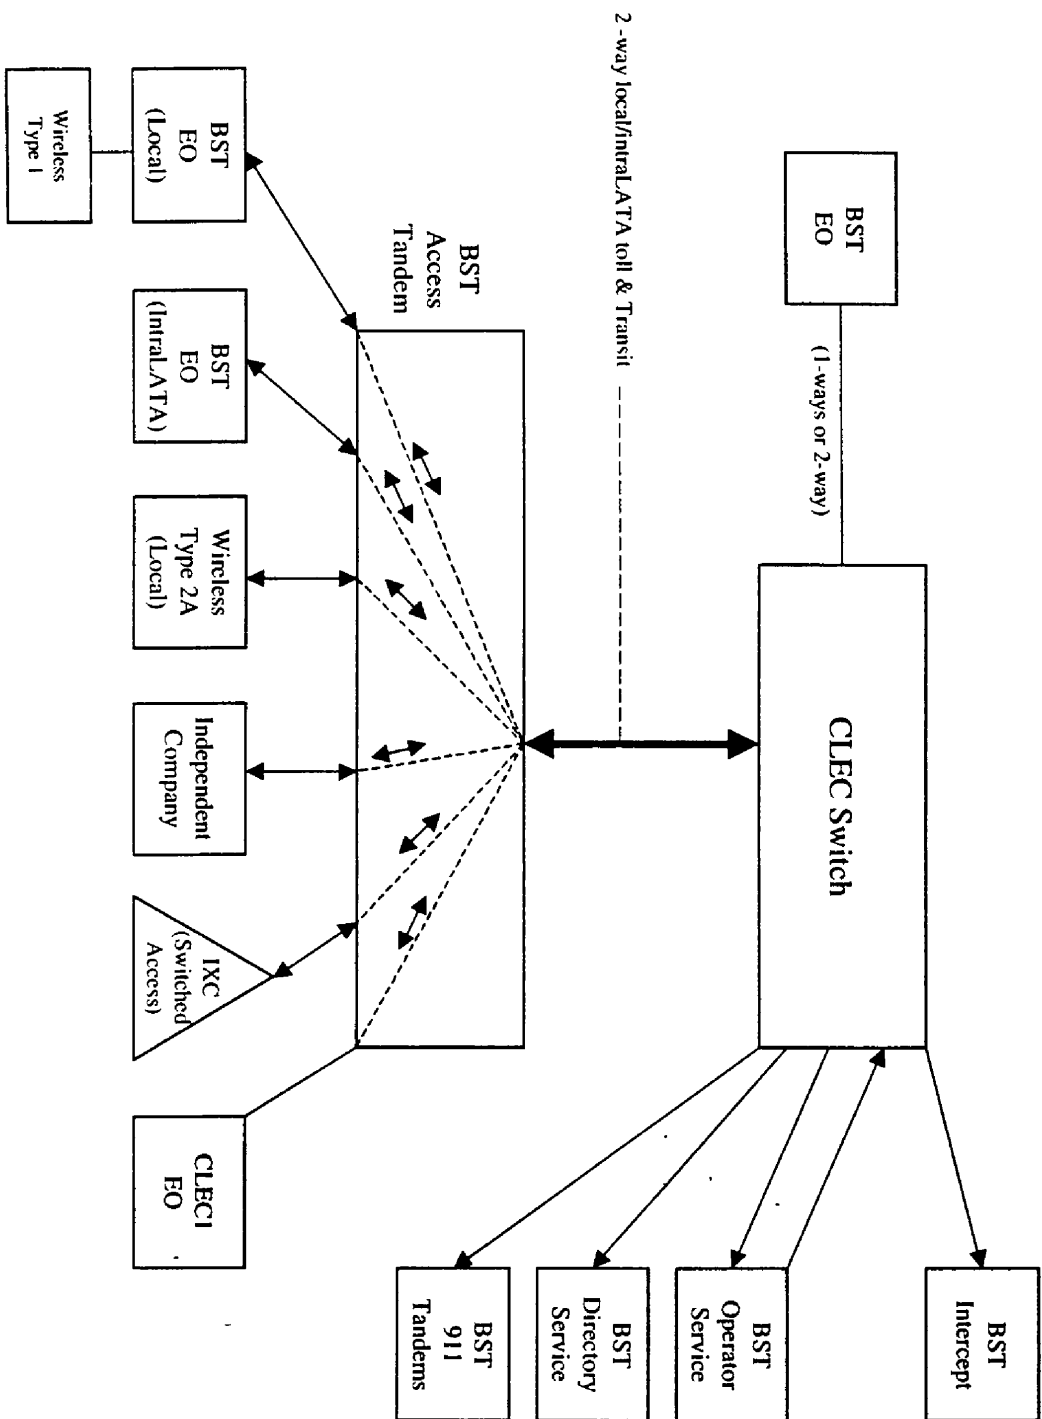 BST
Intercept
BST
EO
(1-ways or 2-way)
CLEC Switch
BST
Operator
Service
2 -way local/intraLATA toll & Transit
BST
Directory
Service
BST
Access
Tandem
BST
911
Tandems
BST
EO
(Local)
BST
EO
(IntraLATA)
Wireless
Type 2A
(Local)
Independent
Company
IXC
(Switched
Access)
CLEC1
EO
Wireless
Type 1